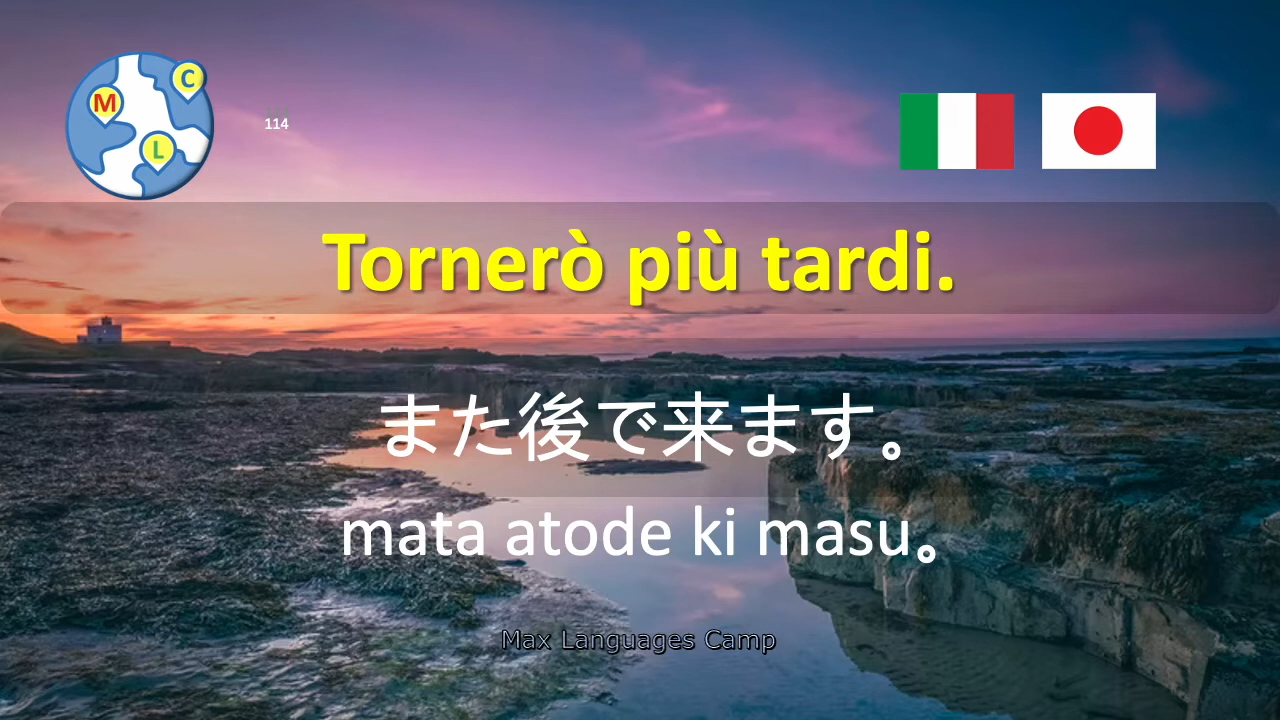 M
C
L
114
Tornerò più tardi.
また後で来ます。
mata atode ki masu。
Max Languages Camp